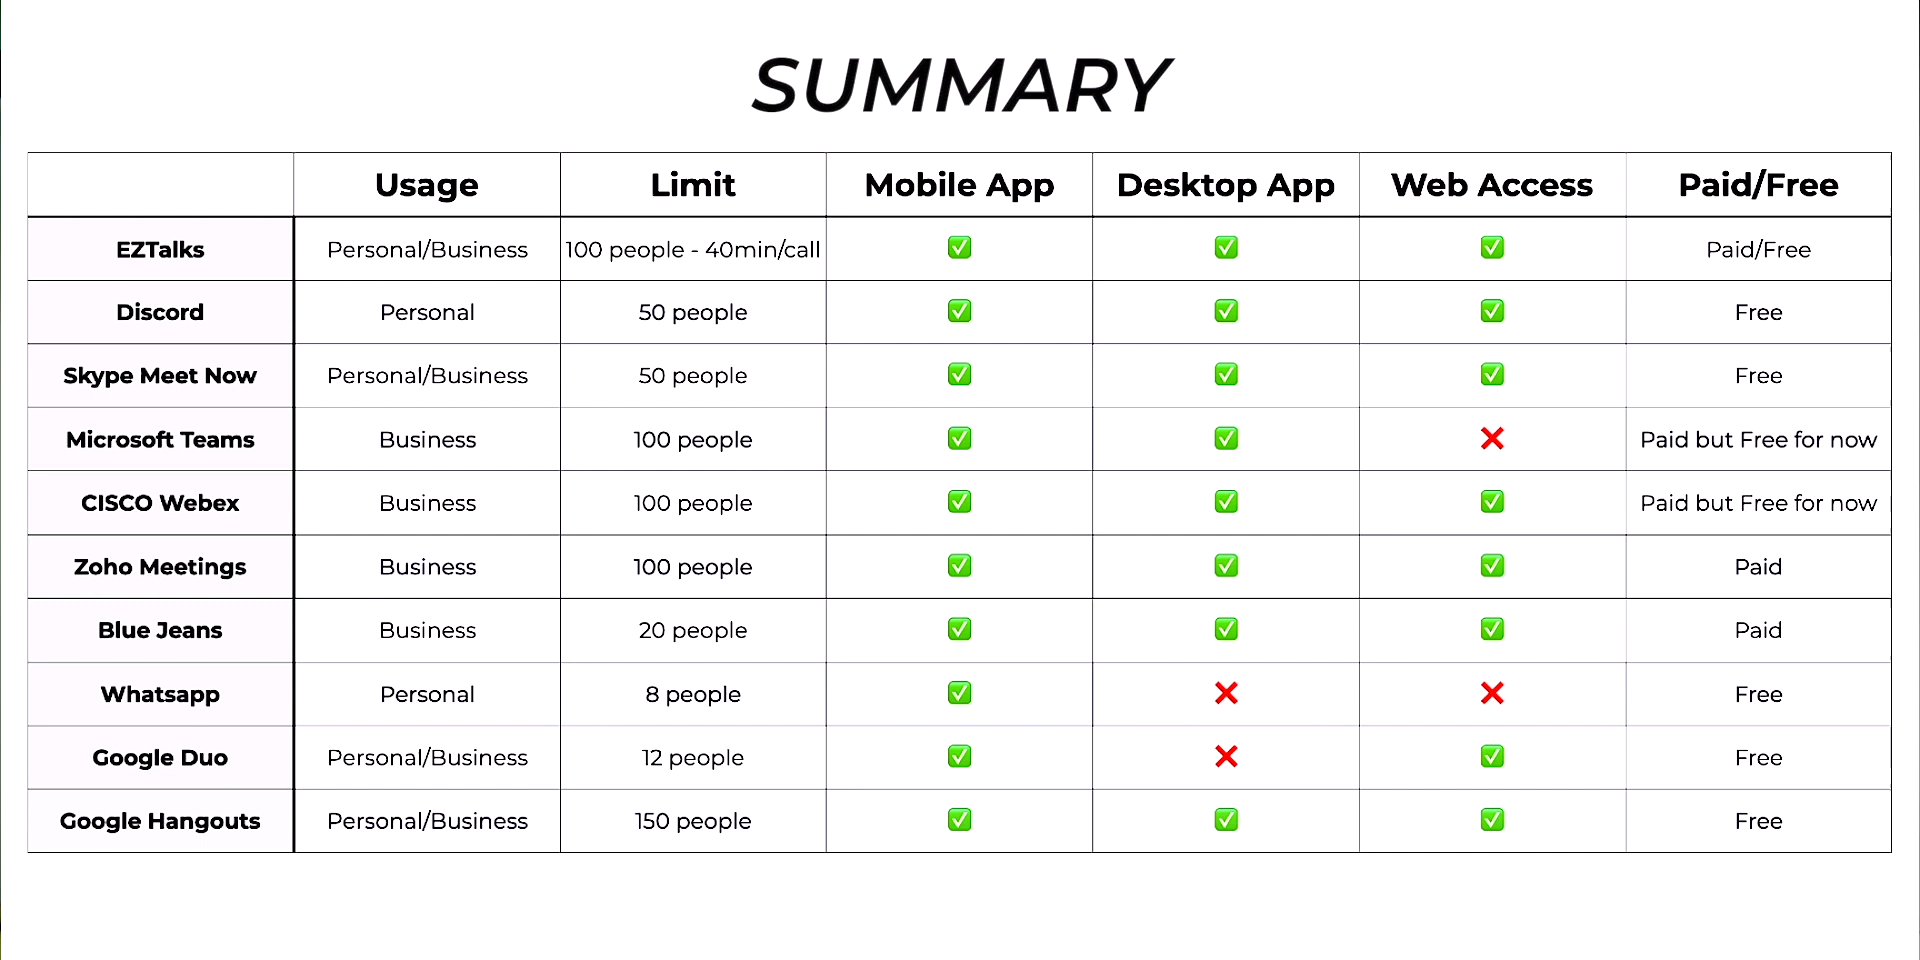 SUMMARY
Usage Limit Mobile App Desktop App Web Access Paid/Free
EZTalks Personal/Business 100 people - 40min/call ✅ ✅ ✅ Paid/Free
Discord Personal 50 people ✅ ✅ ✅ Free
Skype Meet Now Personal/Business 50 people ✅ ✅ ✅ Free
Microsoft Teams Business 100 people ✅ ✅ ❌ Paid but Free for now
CISCO Webex Business 100 people ✅ ✅ ✅ Paid but Free for now
Zoho Meetings Business 100 people ✅ ✅ ✅ Paid
Blue Jeans Business 20 people ✅ ✅ ✅ Paid
Whatsapp Personal 8 people ✅ ❌ ❌ Free
Google Duo Personal/Business 12 people ✅ ❌ ✅ Free
Google Hangouts Personal/Business 150 people ✅ ✅ ✅ Free